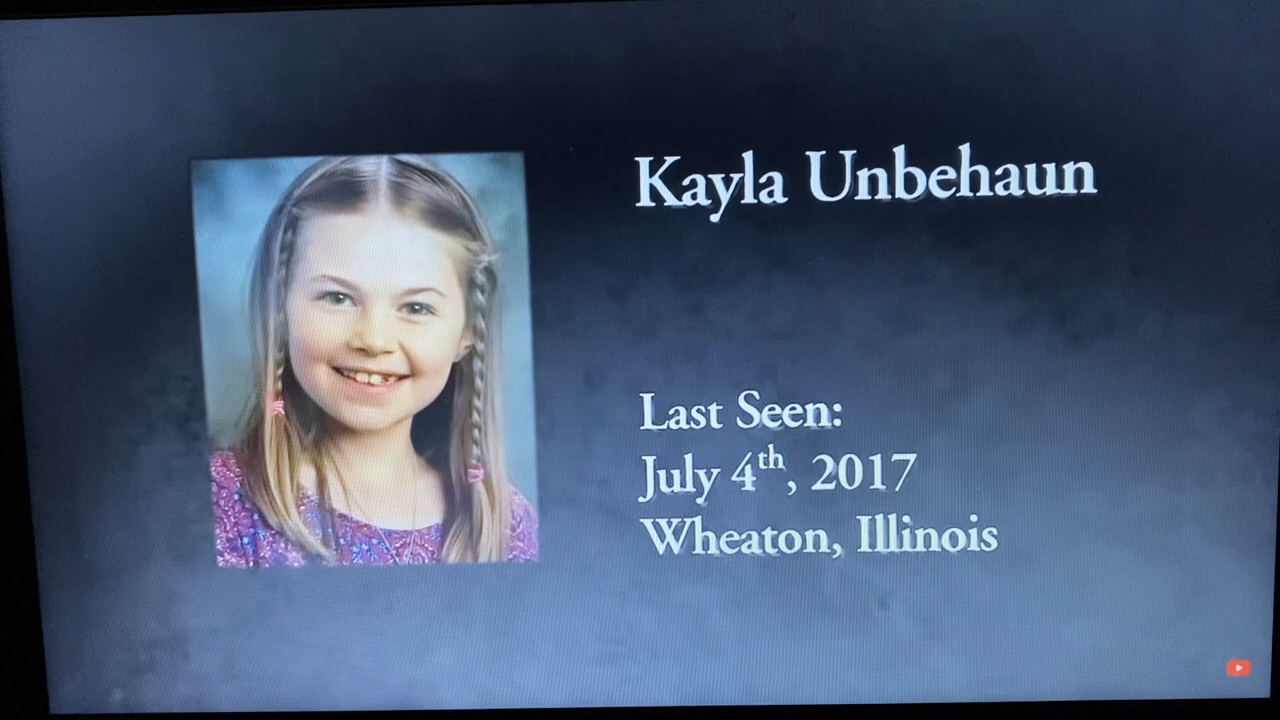 Kayla Unbehaun
Last Seen:
July 4th, 2017
Wheaton, Illinois